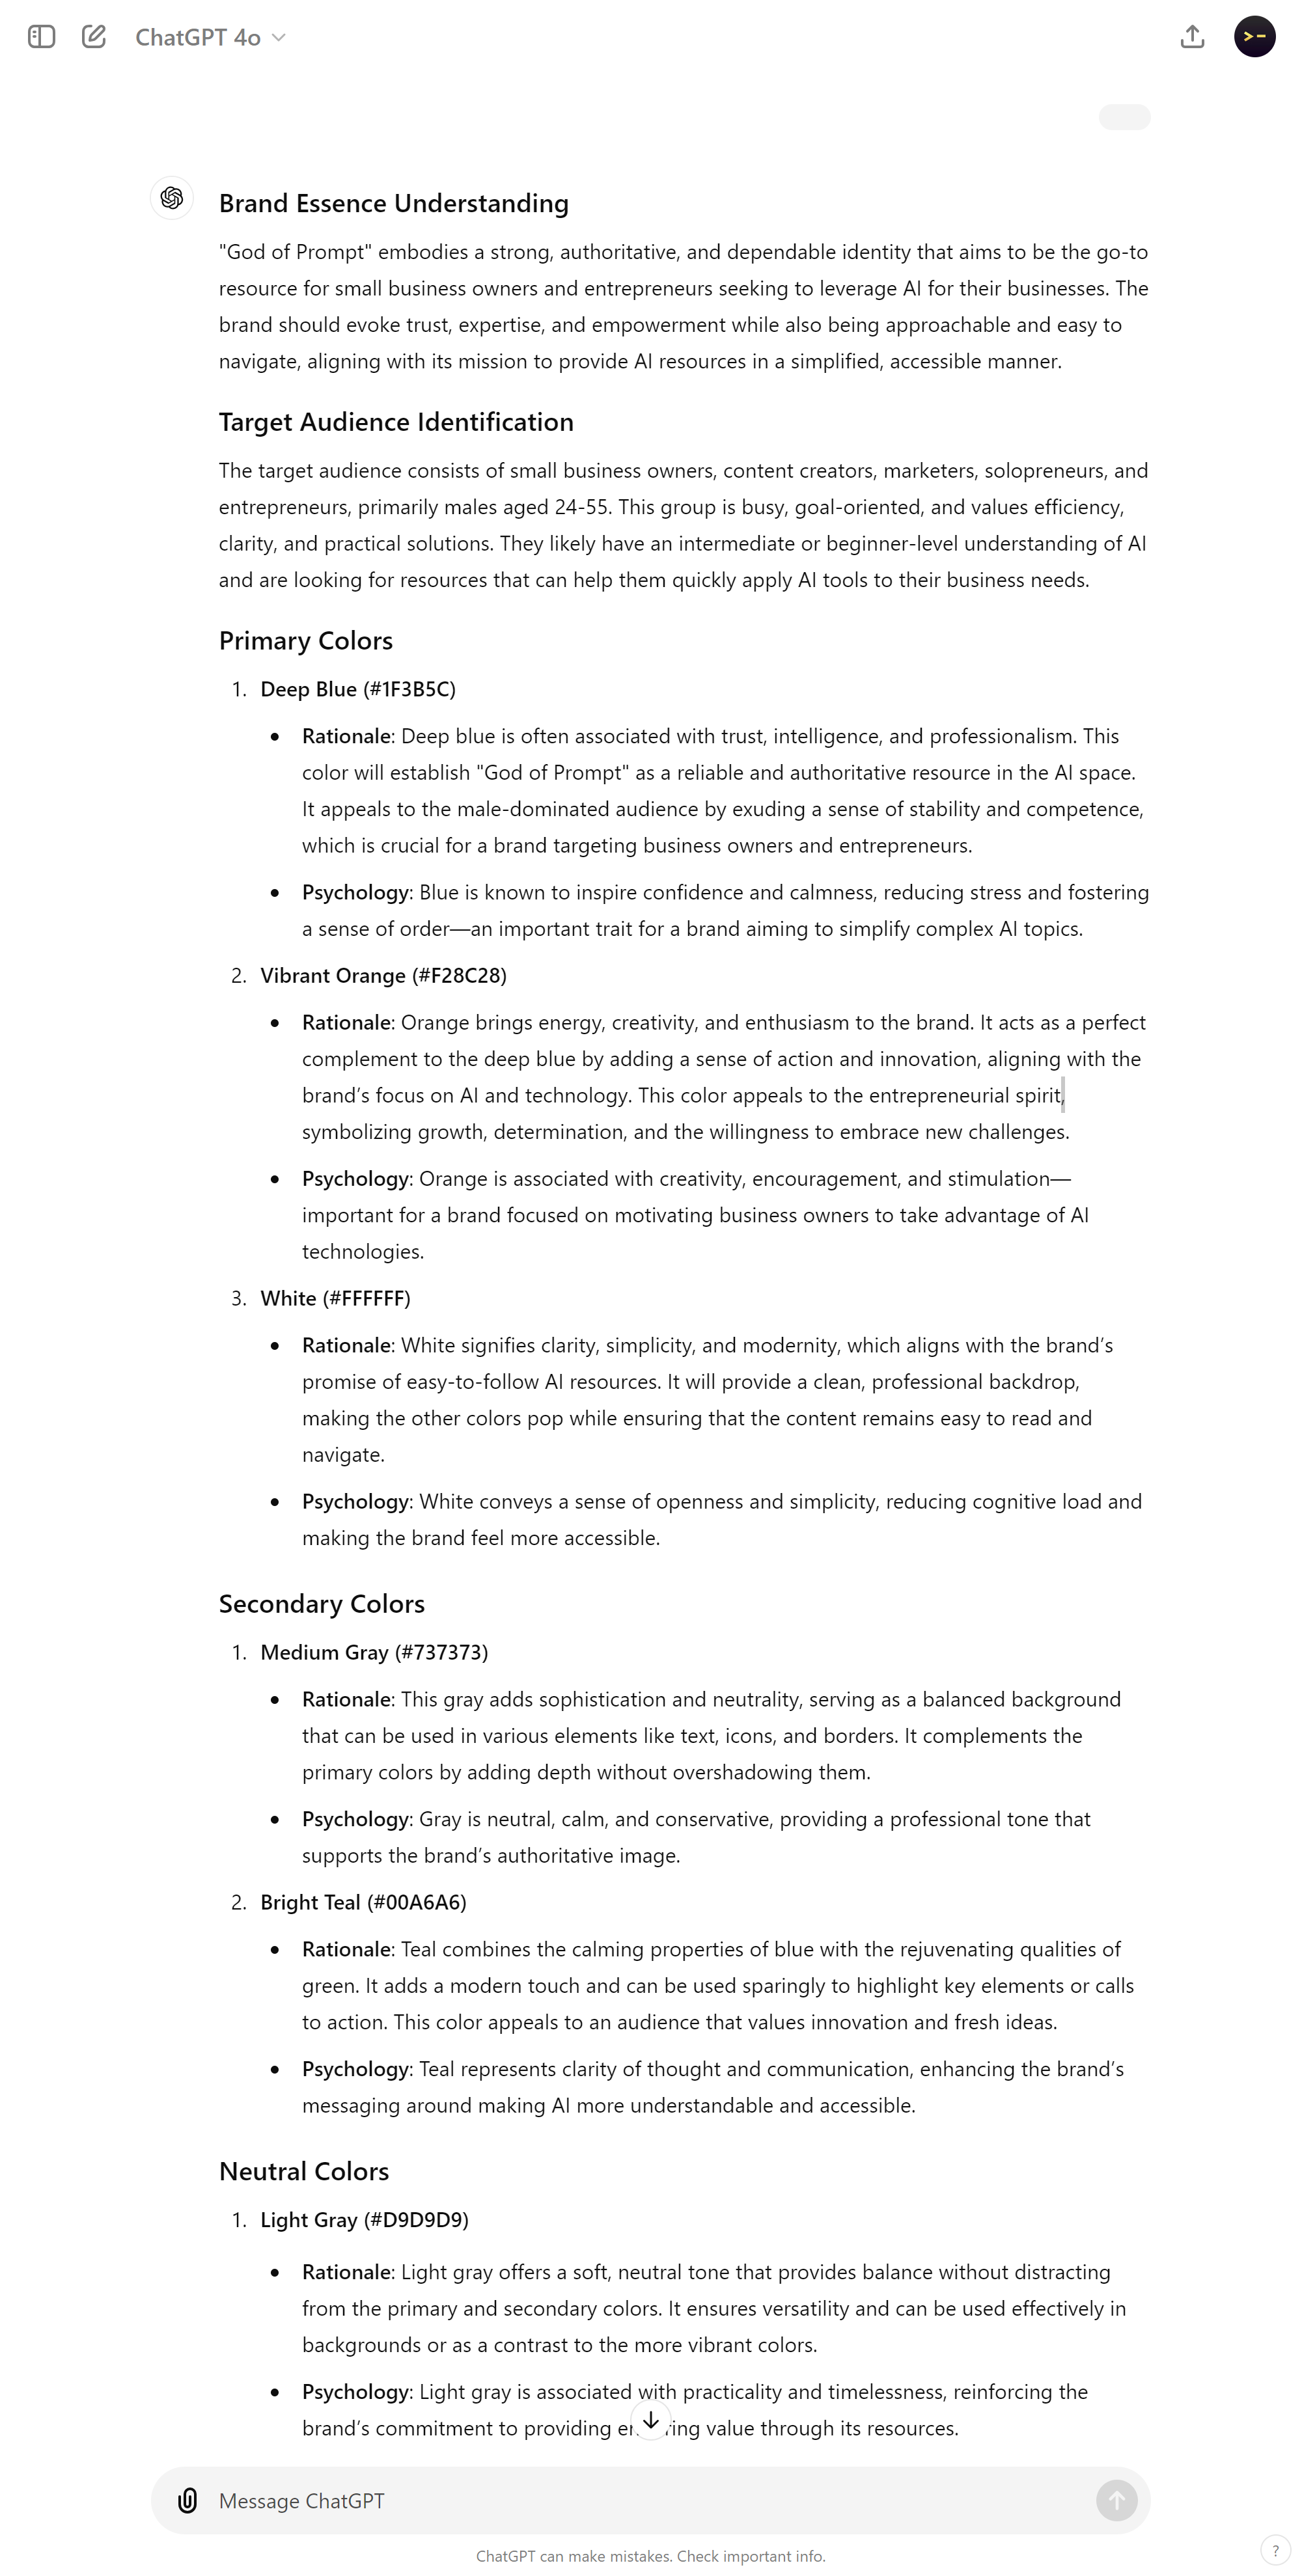 ChatGPT 4o
>-
Brand Essence Understanding
"God of Prompt" embodies a strong, authoritative, and dependable identity that aims to be the go-to
resource for small business owners and entrepreneurs seeking to leverage AI for their businesses. The
brand should evoke trust, expertise, and empowerment while also being approachable and easy to
navigate, aligning with its mission to provide AI resources in a simplified, accessible manner.
Target Audience Identification
The target audience consists of small business owners, content creators, marketers, solopreneurs, and
entrepreneurs, primarily males aged 24-55. This group is busy, goal-oriented, and values efficiency,
clarity, and practical solutions. They likely have an intermediate or beginner-level understanding of AI
and are looking for resources that can help them quickly apply AI tools to their business needs.
Primary Colors
1. Deep Blue (#1F3B5C)
• Rationale: Deep blue is often associated with trust, intelligence, and professionalism. This
color will establish "God of Prompt" as a reliable and authoritative resource in the AI space.
It appeals to the male-dominated audience by exuding a sense of stability and competence,
which is crucial for a brand targeting business owners and entrepreneurs.
• Psychology: Blue is known to inspire confidence and calmness, reducing stress and fostering
a sense of order—an important trait for a brand aiming to simplify complex AI topics.
2. Vibrant Orange (#F28C28)
• Rationale: Orange brings energy, creativity, and enthusiasm to the brand. It acts as a perfect
complement to the deep blue by adding a sense of action and innovation, aligning with the
brand’s focus on AI and technology. This color appeals to the entrepreneurial spirit,
symbolizing growth, determination, and the willingness to embrace new challenges.
• Psychology: Orange is associated with creativity, encouragement, and stimulation—
important for a brand focused on motivating business owners to take advantage of AI
technologies.
3. White (#FFFFFF)
• Rationale: White signifies clarity, simplicity, and modernity, which aligns with the brand’s
promise of easy-to-follow AI resources. It will provide a clean, professional backdrop,
making the other colors pop while ensuring that the content remains easy to read and
navigate.
• Psychology: White conveys a sense of openness and simplicity, reducing cognitive load and
making the brand feel more accessible.
Secondary Colors
1. Medium Gray (#737373)
• Rationale: This gray adds sophistication and neutrality, serving as a balanced background
that can be used in various elements like text, icons, and borders. It complements the
primary colors by adding depth without overshadowing them.
• Psychology: Gray is neutral, calm, and conservative, providing a professional tone that
supports the brand’s authoritative image.
2. Bright Teal (#00A6A6)
• Rationale: Teal combines the calming properties of blue with the rejuvenating qualities of
green. It adds a modern touch and can be used sparingly to highlight key elements or calls
to action. This color appeals to an audience that values innovation and fresh ideas.
• Psychology: Teal represents clarity of thought and communication, enhancing the brand’s
messaging around making AI more understandable and accessible.
Neutral Colors
1. Light Gray (#D9D9D9)
• Rationale: Light gray offers a soft, neutral tone that provides balance without distracting
from the primary and secondary colors. It ensures versatility and can be used effectively in
backgrounds or as a contrast to the more vibrant colors.
• Psychology: Light gray is associated with practicality and timelessness, reinforcing the
brand’s commitment to providing value through its resources.
Message ChatGPT
ChatGPT can make mistakes. Check important info.
?